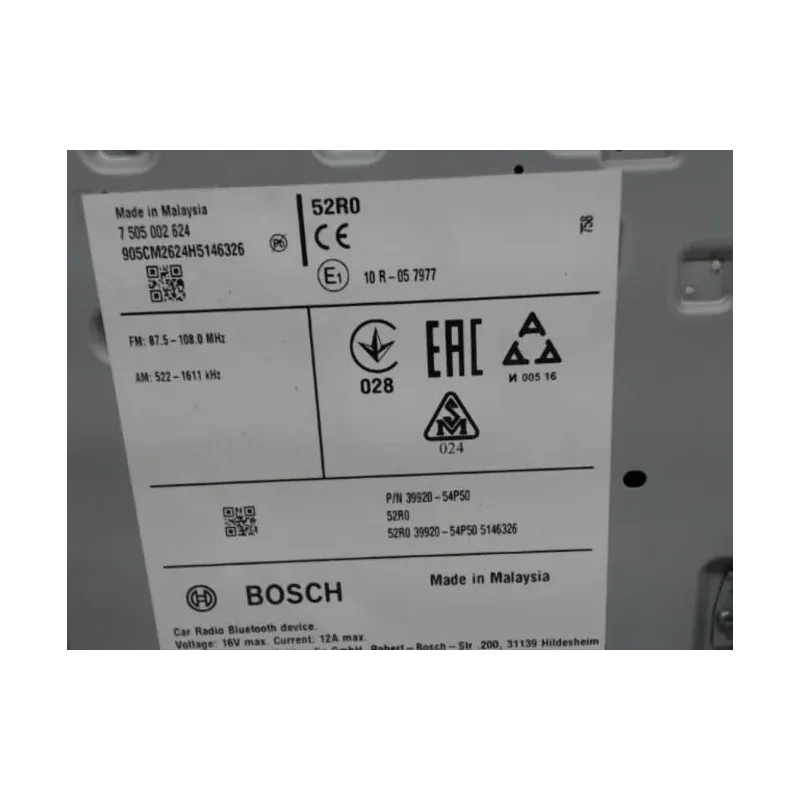 Made in Malaysia
7 505 002 624
905CM2624H5146326
P6
52R0
CE
E1
10 R-05 7977
FM: 87.5-108.0 MHz
AM: 522-1611 kHz
028
EAC
И 005 16
SM
024
P/N 39920-54P50
52R0
52R0 39920-54P50 5146326
BOSCH
Made in Malaysia
Car Radio Bluetooth device.
Voltage: 16V max. Current: 12A max.
GmbH, Robert-Bosch-Str .200, 31139 Hildesheim